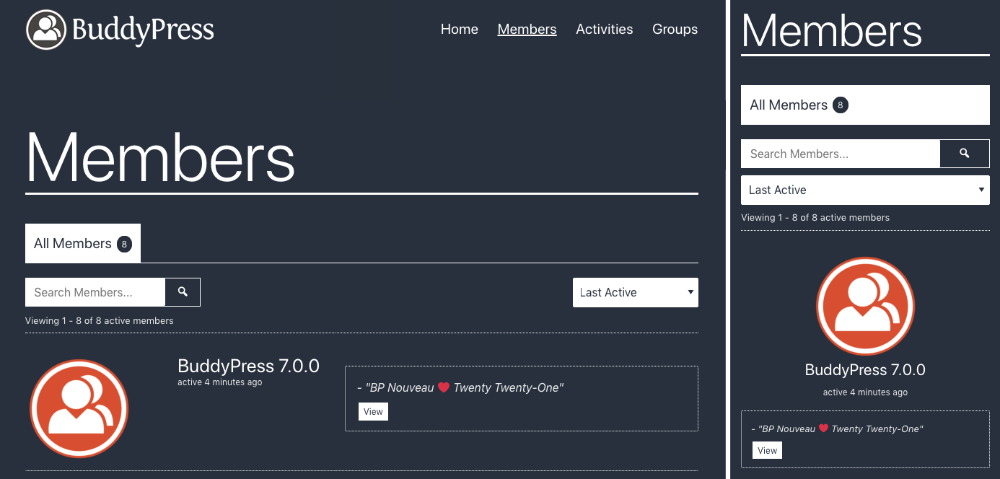 BuddyPress
Home Members Activities Groups
Members
All Members 8
Search Members...
Last Active
Viewing 1 - 8 of 8 active members
BuddyPress 7.0.0
active 4 minutes ago
- "BP Nouveau ❤️ Twenty Twenty-One"
View
Members
All Members 8
Search Members...
Last Active
Viewing 1 - 8 of 8 active members
BuddyPress 7.0.0
active 4 minutes ago
- "BP Nouveau ❤️ Twenty Twenty-One"
View